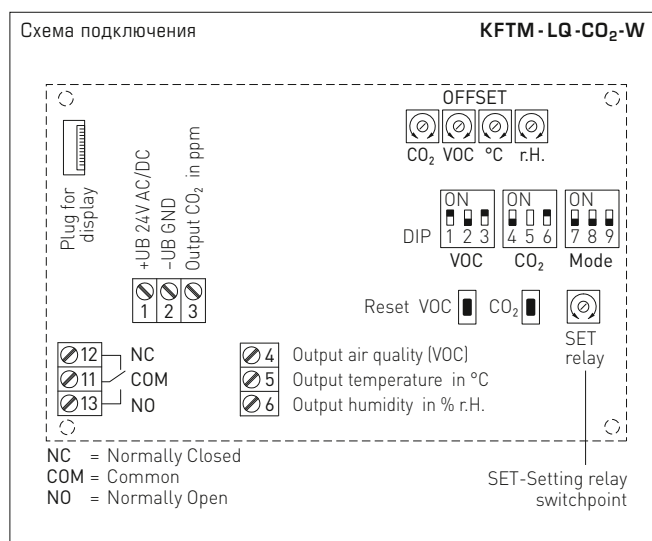 Схема подключения
KFTM - LQ - CO₂ - W
OFFSET
CO₂ VOC °C r.H.
Plug for
display
+UB 24V AC/DC
–UB GND
Output CO₂ in ppm
1 2 3
ON ON ON
DIP 1 2 3 4 5 6 7 8 9
VOC CO₂ Mode
Reset VOC CO₂
SET
relay
12 NC
11 COM
13 NO
4 Output air quality (VOC)
5 Output temperature in °C
6 Output humidity in % r.H.
NC = Normally Closed
COM = Common
NO = Normally Open
SET-Setting relay
switchpoint